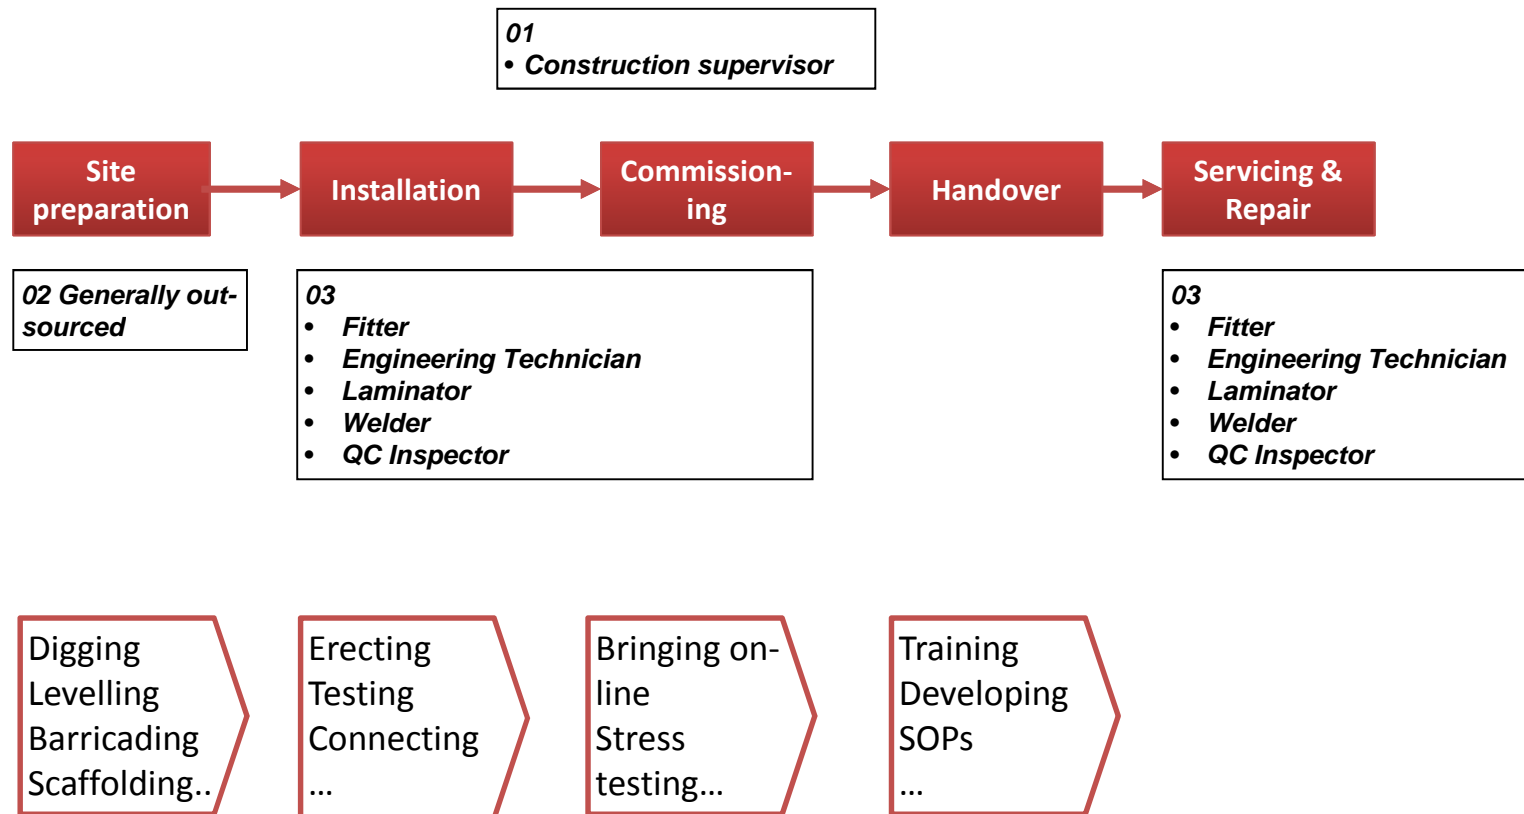 01
• Construction supervisor
Site
preparation
Installation
Commission-
ing
Handover
Servicing &
Repair
02 Generally out-
sourced
03
• Fitter
• Engineering Technician
• Laminator
• Welder
• QC Inspector
03
• Fitter
• Engineering Technician
• Laminator
• Welder
• QC Inspector
Digging
Levelling
Barricading
Scaffolding..
Erecting
Testing
Connecting
…
Bringing on-
line
Stress
testing…
Training
Developing
SOPs
…